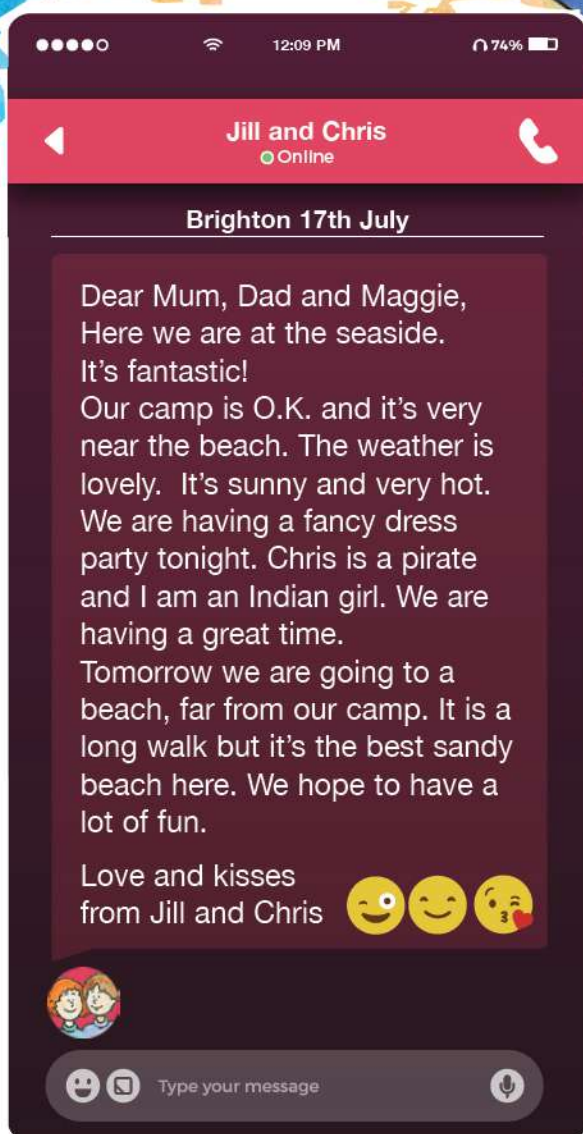 12:09 PM
74%
Jill and Chris
Online
Brighton 17th July
Dear Mum, Dad and Maggie,
Here we are at the seaside.
It's fantastic!
Our camp is O.K. and it's very
near the beach. The weather is
lovely.  It's sunny and very hot.
We are having a fancy dress
party tonight. Chris is a pirate
and I am an Indian girl. We are
having a great time.
Tomorrow we are going to a
beach, far from our camp. It is a
long walk but it's the best sandy
beach here. We hope to have a
lot of fun.
Love and kisses
from Jill and Chris
Type your message